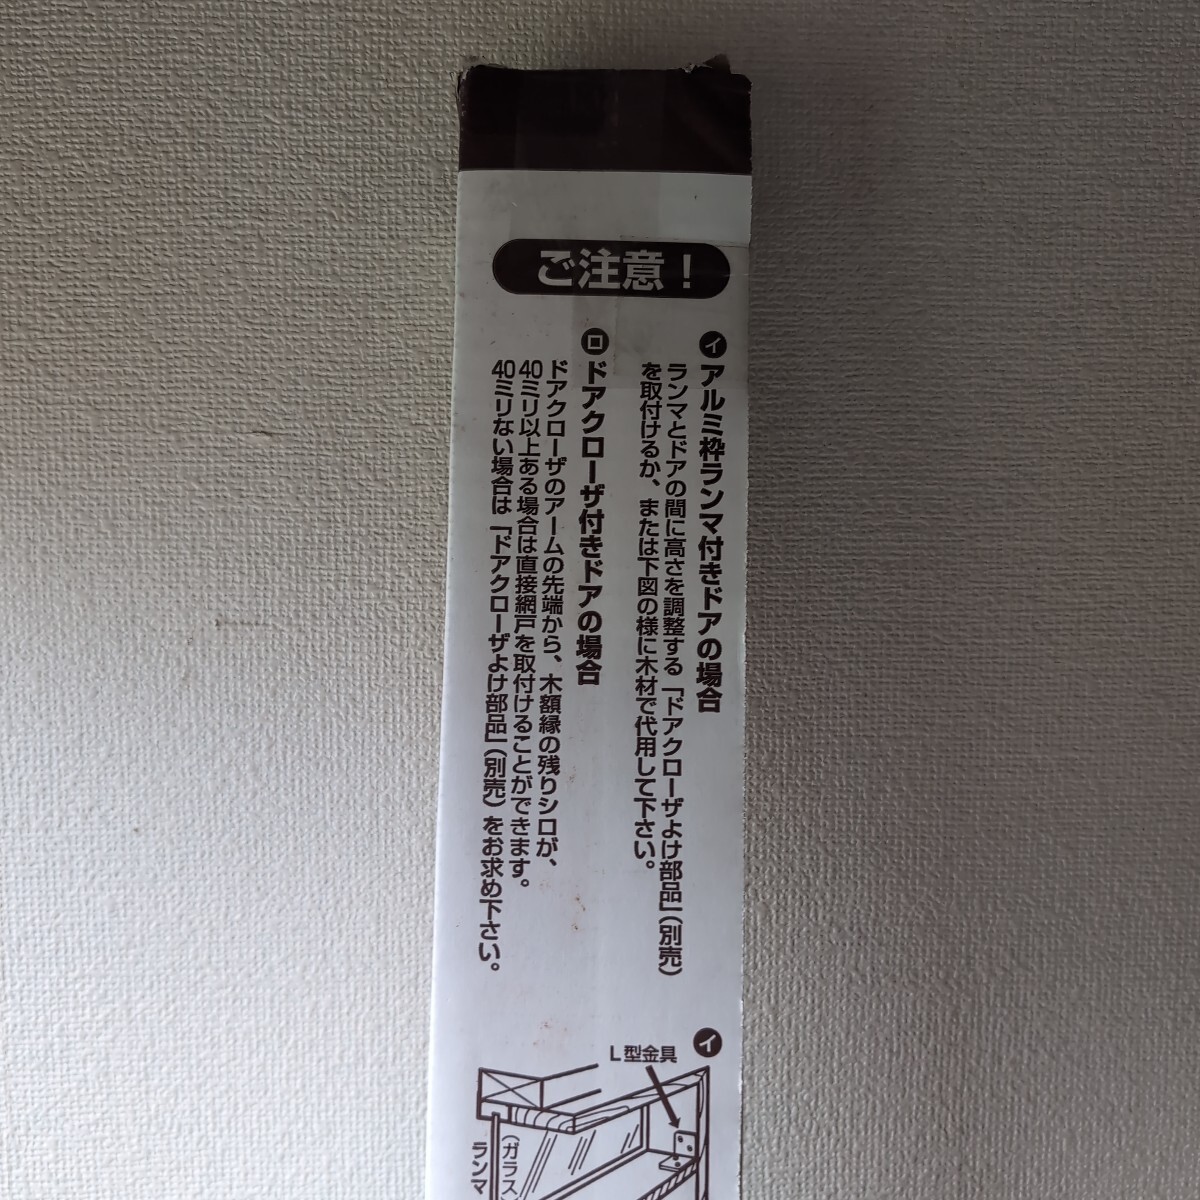 ご注意！
イ アルミ枠ランマ付きドアの場合
ランマとドアの間に高さを調整する「ドアクローザよけ部品」（別売）
を取付けるか、または下図の様に木材で代用して下さい。
ロ ドアクローザ付きドアの場合
ドアクローザのアームの先端から、木額縁の残りシロが、
40ミリ以上ある場合は直接網戸を取付けることができます。
40ミリない場合は「ドアクローザよけ部品」（別売）をお求め下さい。
イ
L型金具
（ガラス
ランマ